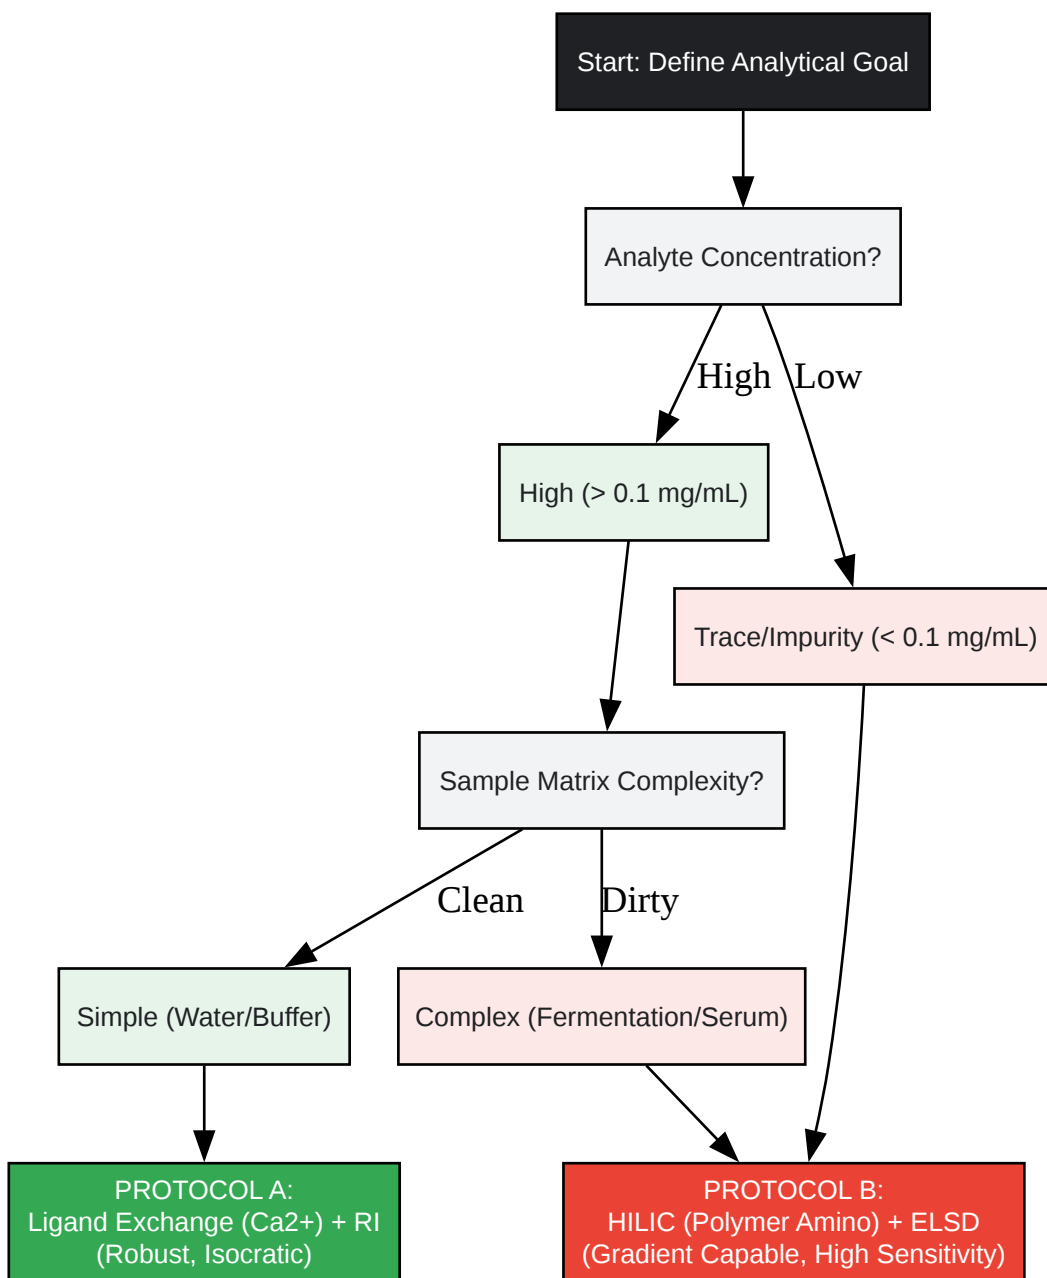 Start: Define Analytical Goal
Analyte Concentration?
High
Low
High (> 0.1 mg/mL)
Trace/Impurity (< 0.1 mg/mL)
Sample Matrix Complexity?
Clean
Dirty
Simple (Water/Buffer)
Complex (Fermentation/Serum)
PROTOCOL A:
Ligand Exchange (Ca2+) + RI
(Robust, Isocratic)
PROTOCOL B:
HILIC (Polymer Amino) + ELSD
(Gradient Capable, High Sensitivity)